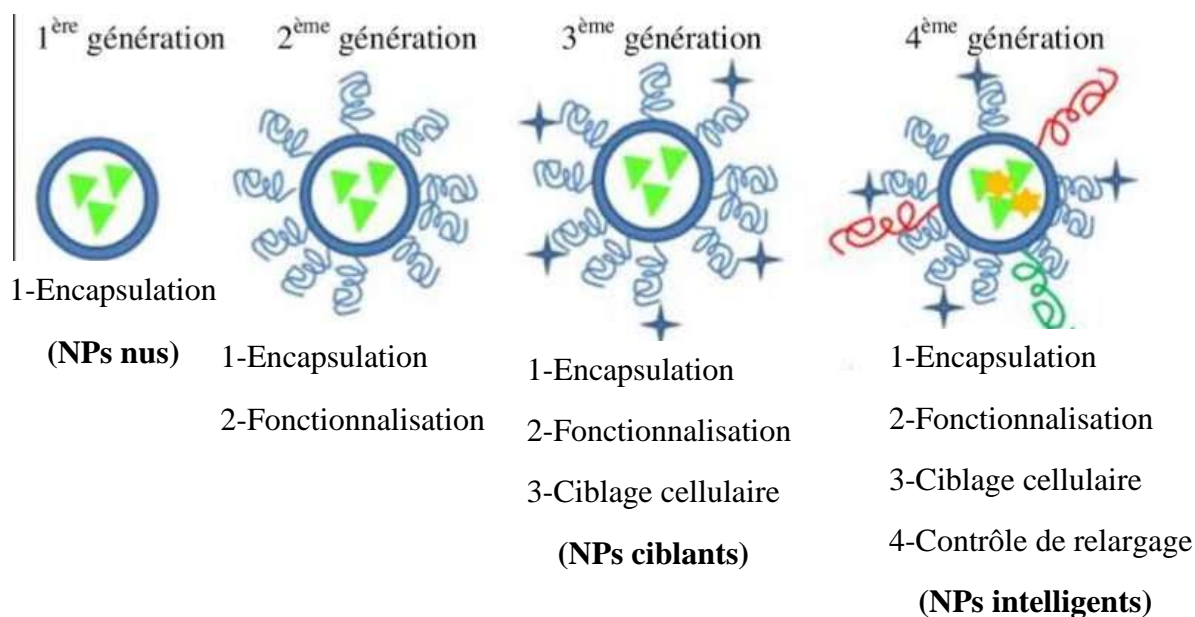 1ère génération
1-Encapsulation
(NPs nus)
2ème génération
1-Encapsulation
2-Fonctionnalisation
3ème génération
1-Encapsulation
2-Fonctionnalisation
3-Ciblage cellulaire
(NPs ciblants)
4ème génération
1-Encapsulation
2-Fonctionnalisation
3-Ciblage cellulaire
4-Contrôle de relargage
(NPs intelligents)